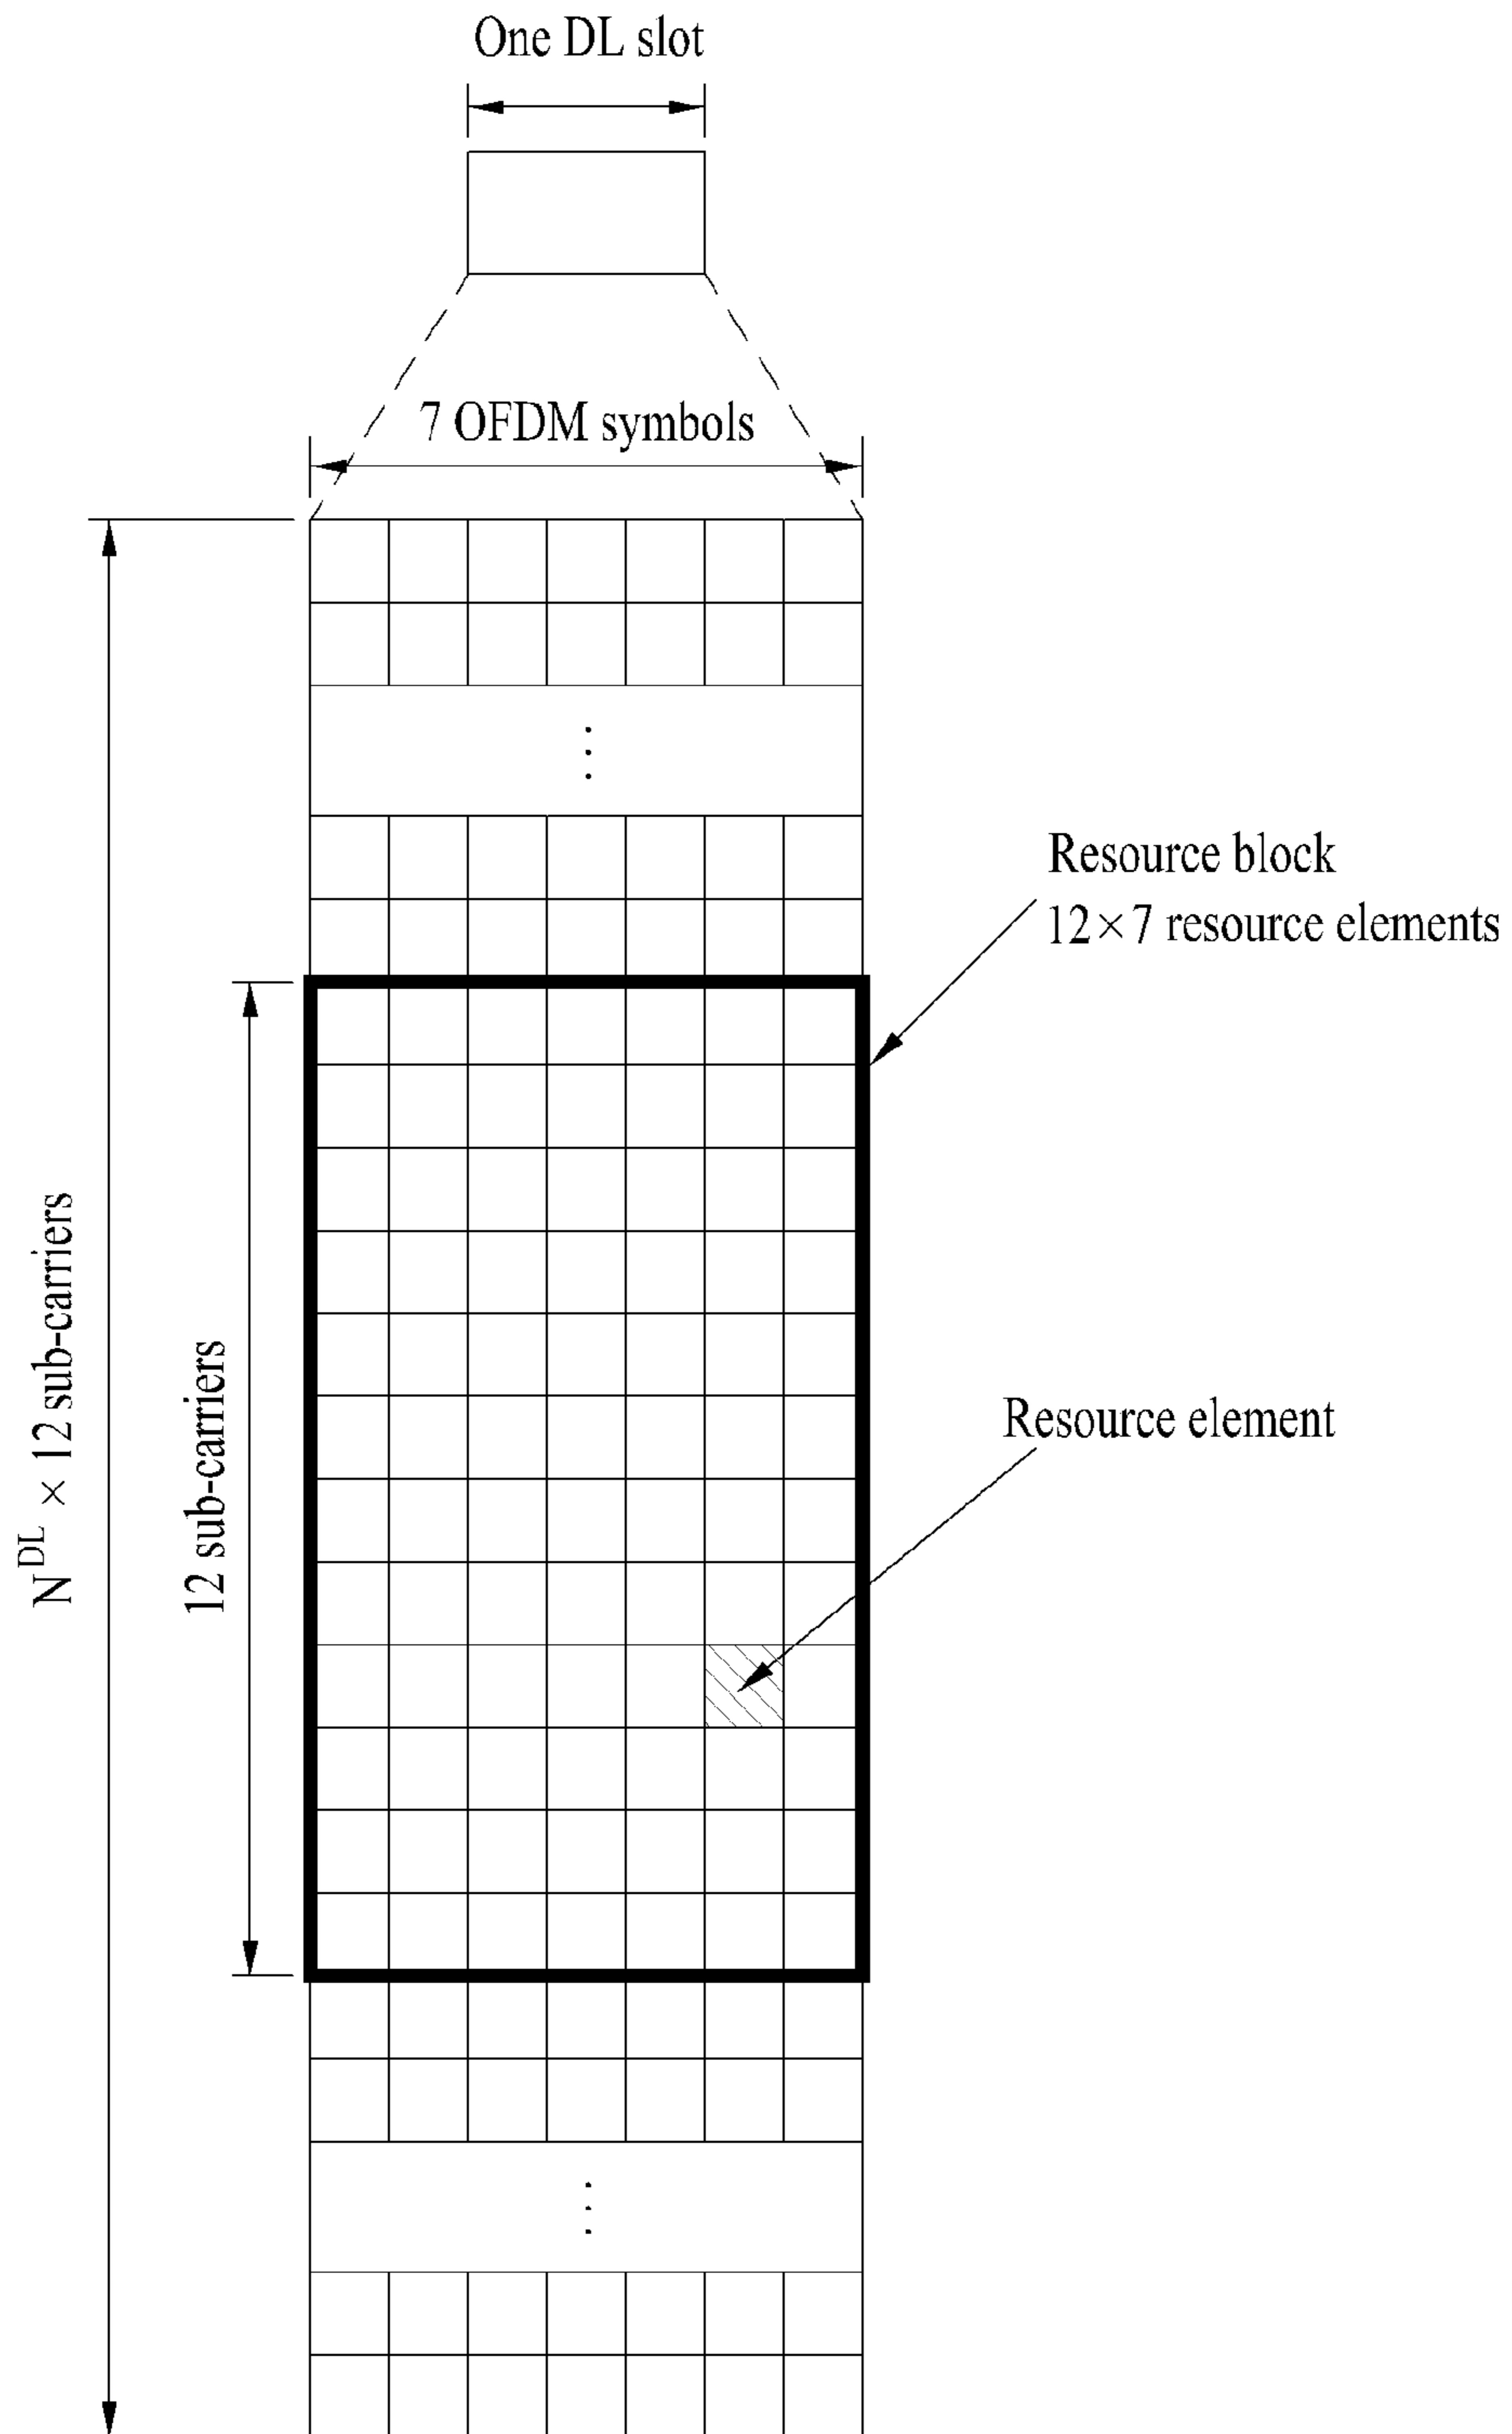 One DL slot
7 OFDM symbols
Resource block
12×7 resource elements
N^DL × 12 sub-carriers
12 sub-carriers
Resource element